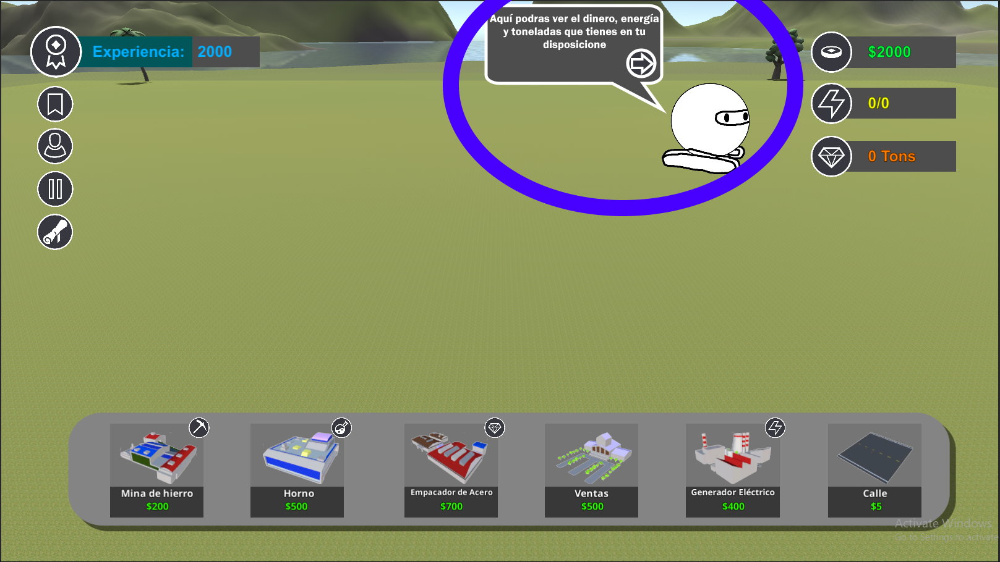 Aquí podras ver el dinero, energía
y toneladas que tienes en tu
disposicione
Experiencia: 2000
$2000
0/0
0 Tons
Mina de hierro
$200
Horno
$500
Empacador de Acero
$700
Ventas
$500
Generador Eléctrico
$400
Calle
$5
Activate Windows
Go to Settings to activate